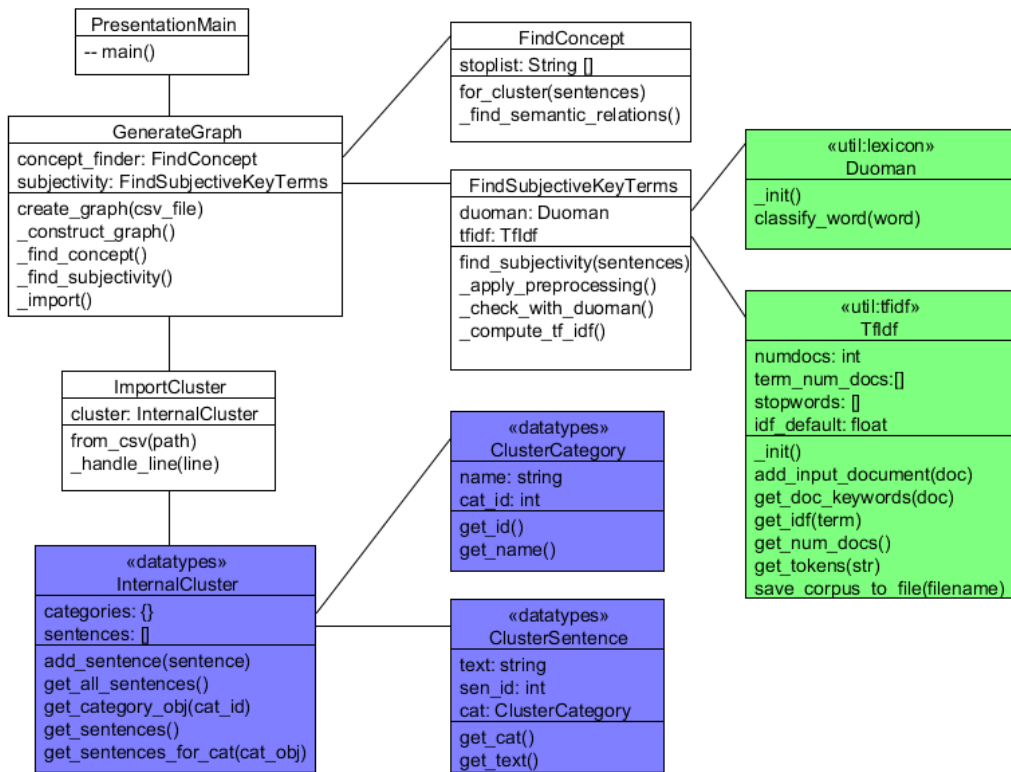 PresentationMain
-- main()
GenerateGraph
concept_finder: FindConcept
subjectivity: FindSubjectiveKeyTerms
create_graph(csv_file)
_construct_graph()
_find_concept()
_find_subjectivity()
_import()
ImportCluster
cluster: InternalCluster
from_csv(path)
_handle_line(line)
«datatypes»
InternalCluster
categories: {}
sentences: []
add_sentence(sentence)
get_all_sentences()
get_category_obj(cat_id)
get_sentences()
get_sentences_for_cat(cat_obj)
FindConcept
stoplist: String []
for_cluster(sentences)
_find_semantic_relations()
FindSubjectiveKeyTerms
duoman: Duoman
tfidf: TfIdf
find_subjectivity(sentences)
_apply_preprocessing()
_check_with_duoman()
_compute_tf_idf()
«datatypes»
ClusterCategory
name: string
cat_id: int
get_id()
get_name()
«datatypes»
ClusterSentence
text: string
sen_id: int
cat: ClusterCategory
get_cat()
get_text()
«util:lexicon»
Duoman
_init()
classify_word(word)
«util:tfidf»
TfIdf
numdocs: int
term_num_docs:[]
stopwords: []
idf_default: float
_init()
add_input_document(doc)
get_doc_keywords(doc)
get_idf(term)
get_num_docs()
get_tokens(str)
save_corpus_to_file(filename)